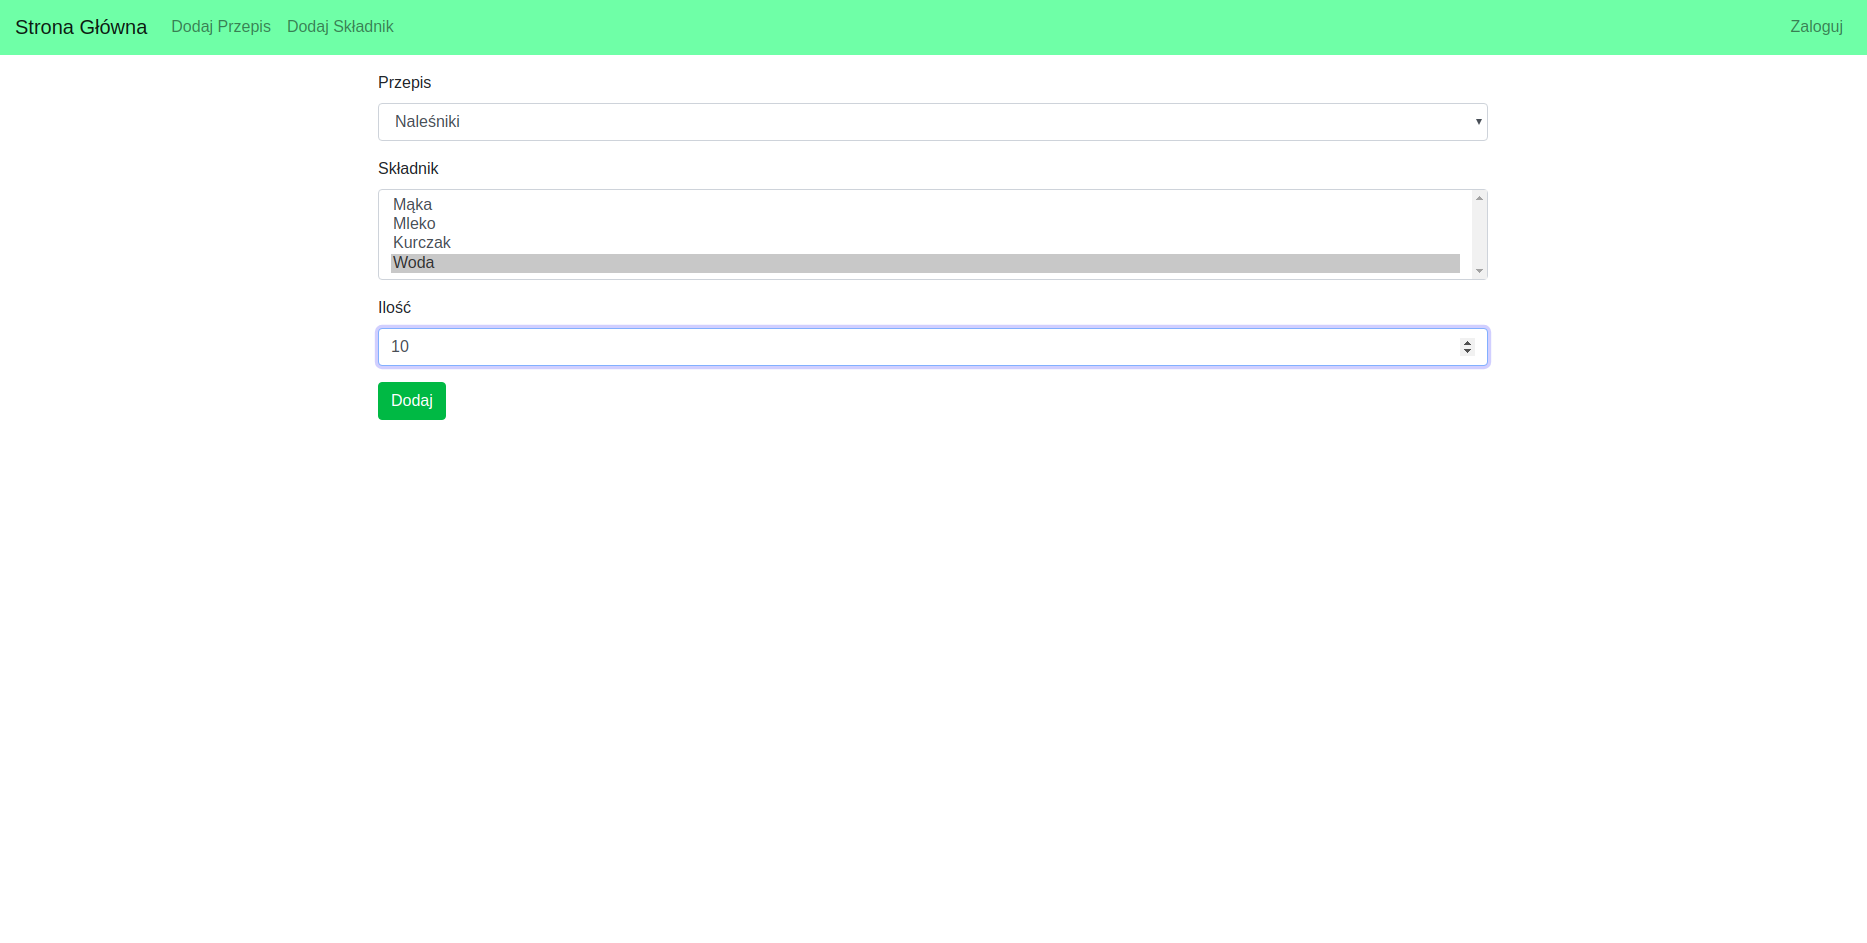 Strona Główna Dodaj Przepis Dodaj Składnik Zaloguj
Przepis
Naleśniki
Składnik
Mąka
Mleko
Kurczak
Woda
Ilość
10
Dodaj